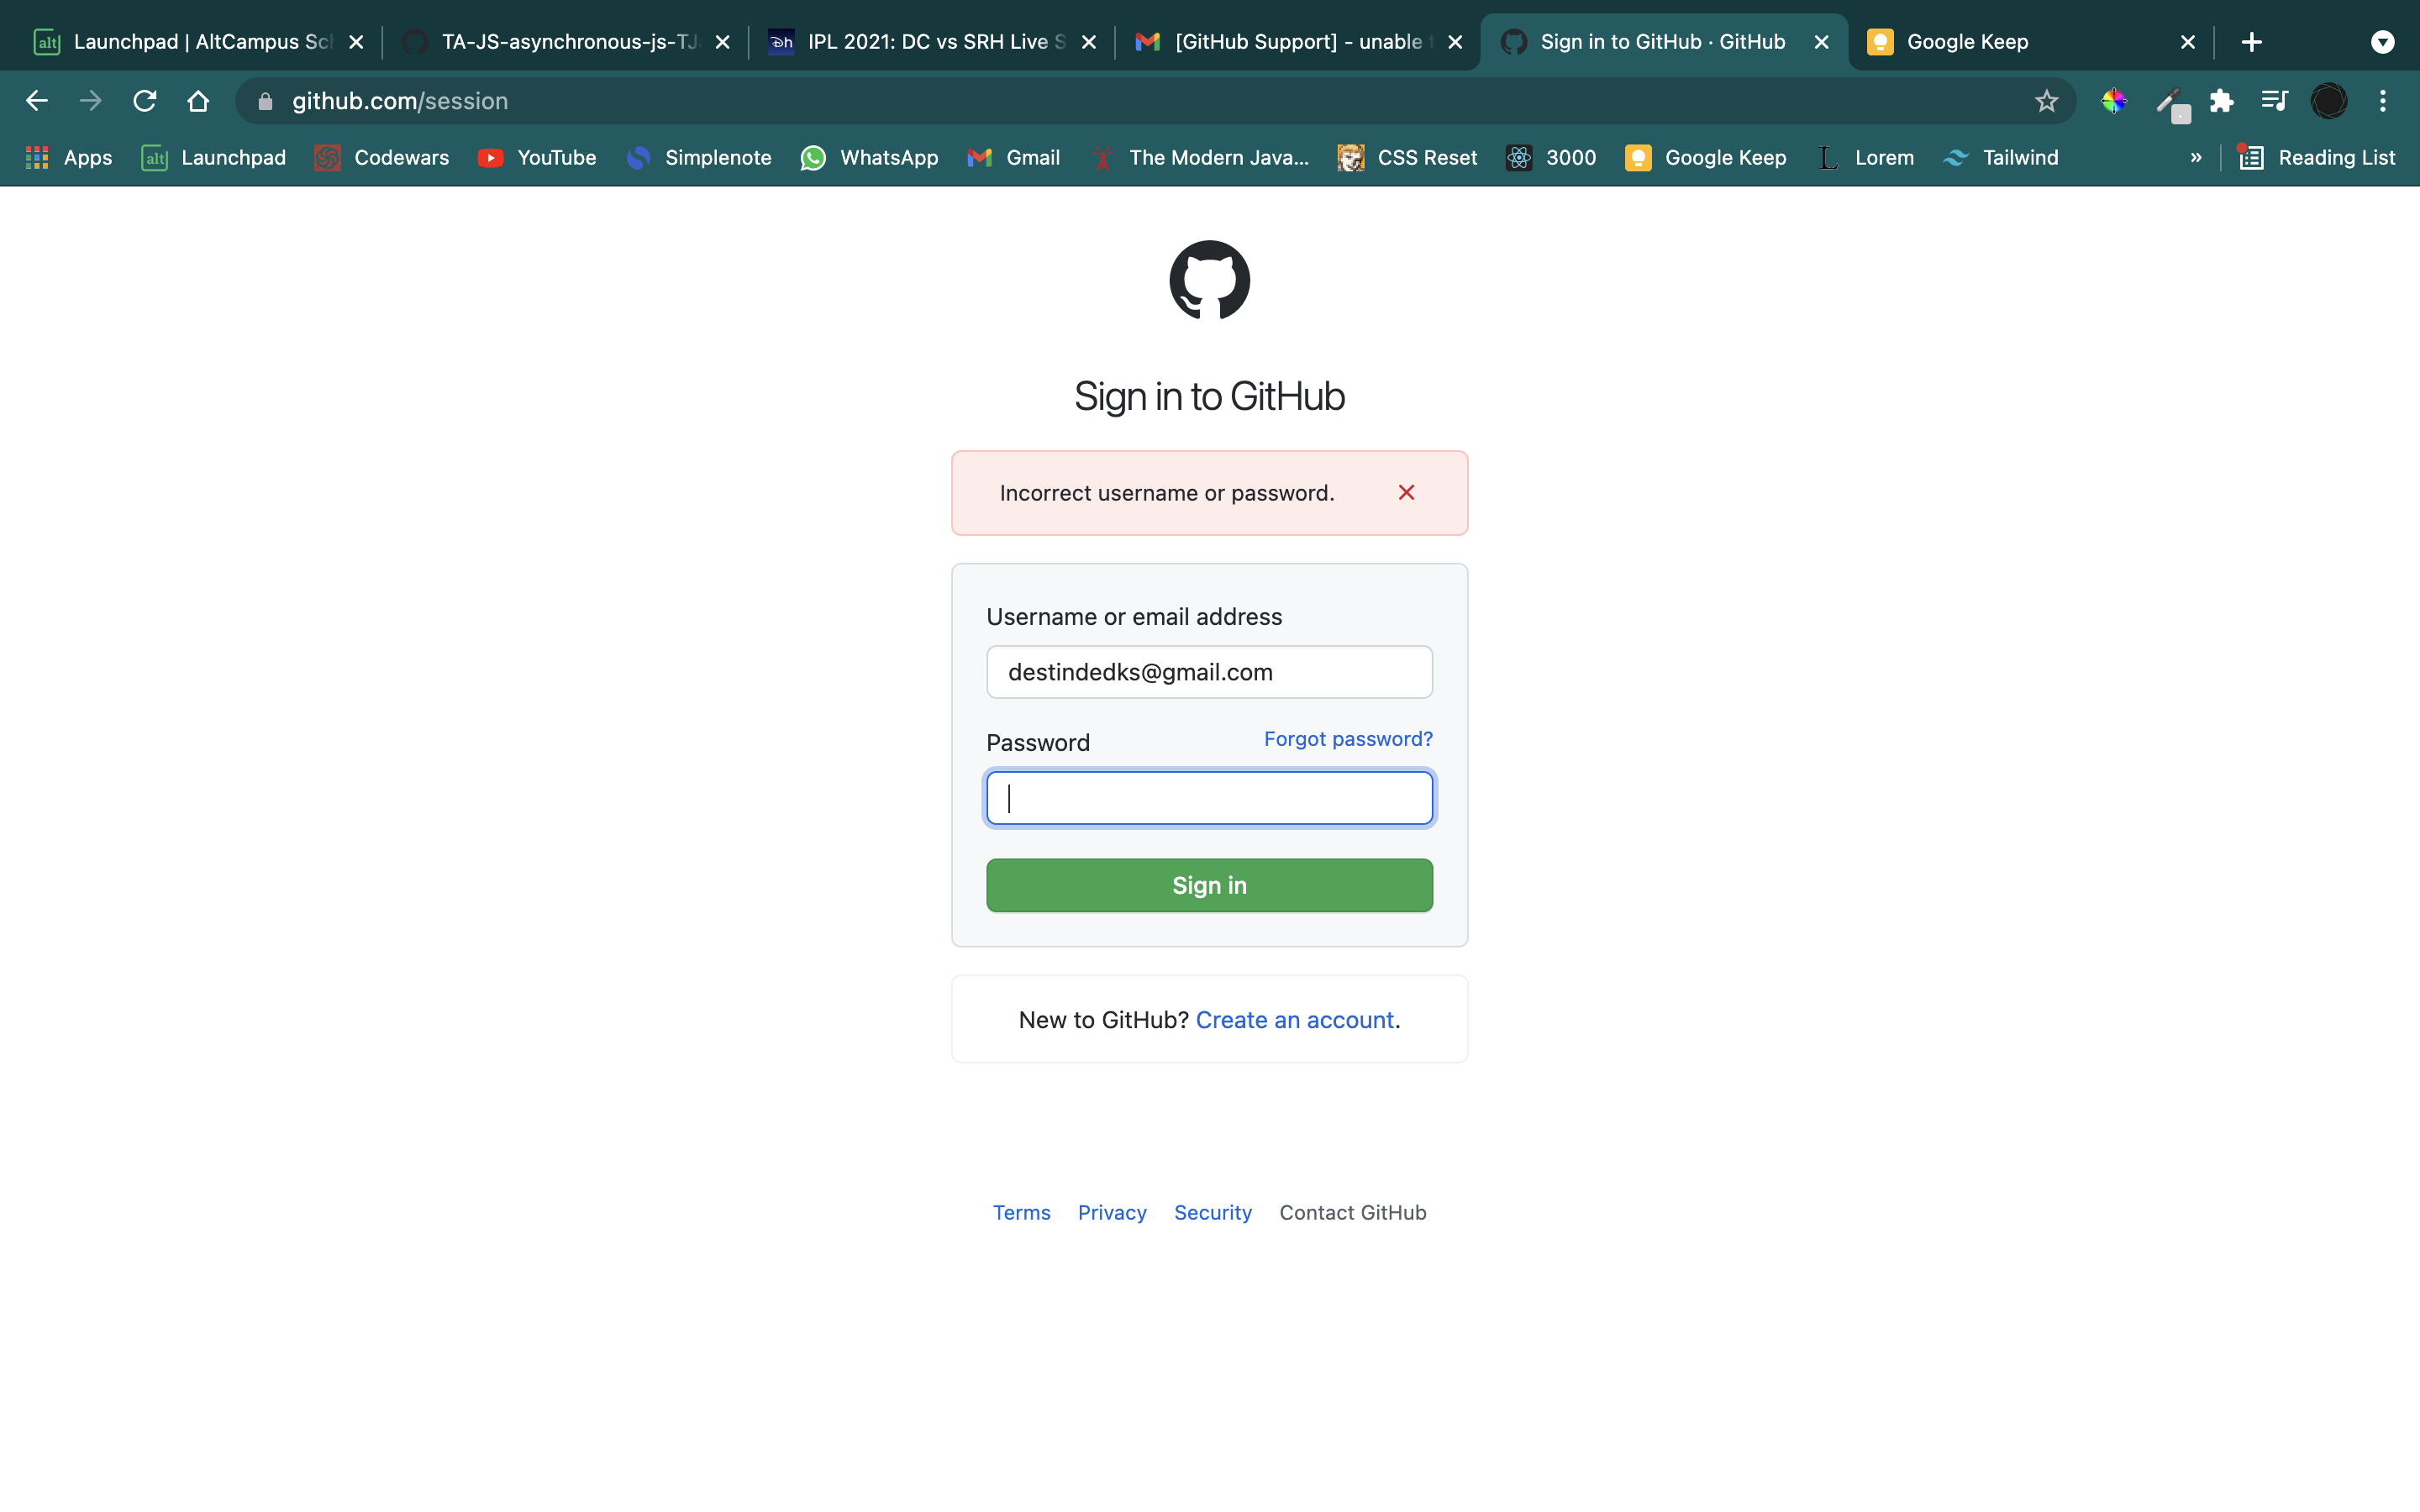 alt Launchpad | AltCampus Sc
TA-JS-asynchronous-js-TJ
IPL 2021: DC vs SRH Live S
[GitHub Support] - unable
Sign in to GitHub · GitHub
Google Keep
github.com/session
Apps alt Launchpad Codewars YouTube Simplenote WhatsApp Gmail The Modern Java... CSS Reset 3000 Google Keep L Lorem Tailwind » Reading List
Sign in to GitHub
Incorrect username or password.
Username or email address
destindedks@gmail.com
Password Forgot password?
Sign in
New to GitHub? Create an account.
Terms Privacy Security Contact GitHub